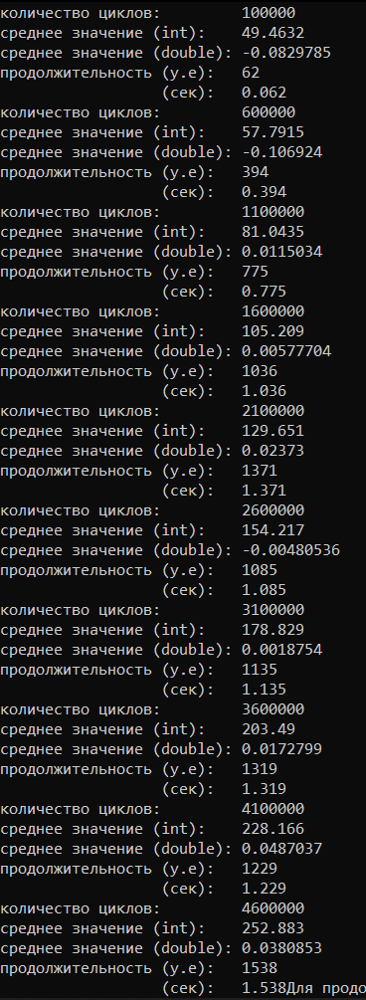 количество циклов: 100000
среднее значение (int): 49.4632
среднее значение (double): -0.0829785
продолжительность (у.е): 62
(сек): 0.062
количество циклов: 600000
среднее значение (int): 57.7915
среднее значение (double): -0.106924
продолжительность (у.е): 394
(сек): 0.394
количество циклов: 1100000
среднее значение (int): 81.0435
среднее значение (double): 0.0115034
продолжительность (у.е): 775
(сек): 0.775
количество циклов: 1600000
среднее значение (int): 105.209
среднее значение (double): 0.00577704
продолжительность (у.е): 1036
(сек): 1.036
количество циклов: 2100000
среднее значение (int): 129.651
среднее значение (double): 0.02373
продолжительность (у.е): 1371
(сек): 1.371
количество циклов: 2600000
среднее значение (int): 154.217
среднее значение (double): -0.00480536
продолжительность (у.е): 1085
(сек): 1.085
количество циклов: 3100000
среднее значение (int): 178.829
среднее значение (double): 0.0018754
продолжительность (у.е): 1135
(сек): 1.135
количество циклов: 3600000
среднее значение (int): 203.49
среднее значение (double): 0.0172799
продолжительность (у.е): 1319
(сек): 1.319
количество циклов: 4100000
среднее значение (int): 228.166
среднее значение (double): 0.0487037
продолжительность (у.е): 1229
(сек): 1.229
количество циклов: 4600000
среднее значение (int): 252.883
среднее значение (double): 0.0380853
продолжительность (у.е): 1538
(сек): 1.538Для продо